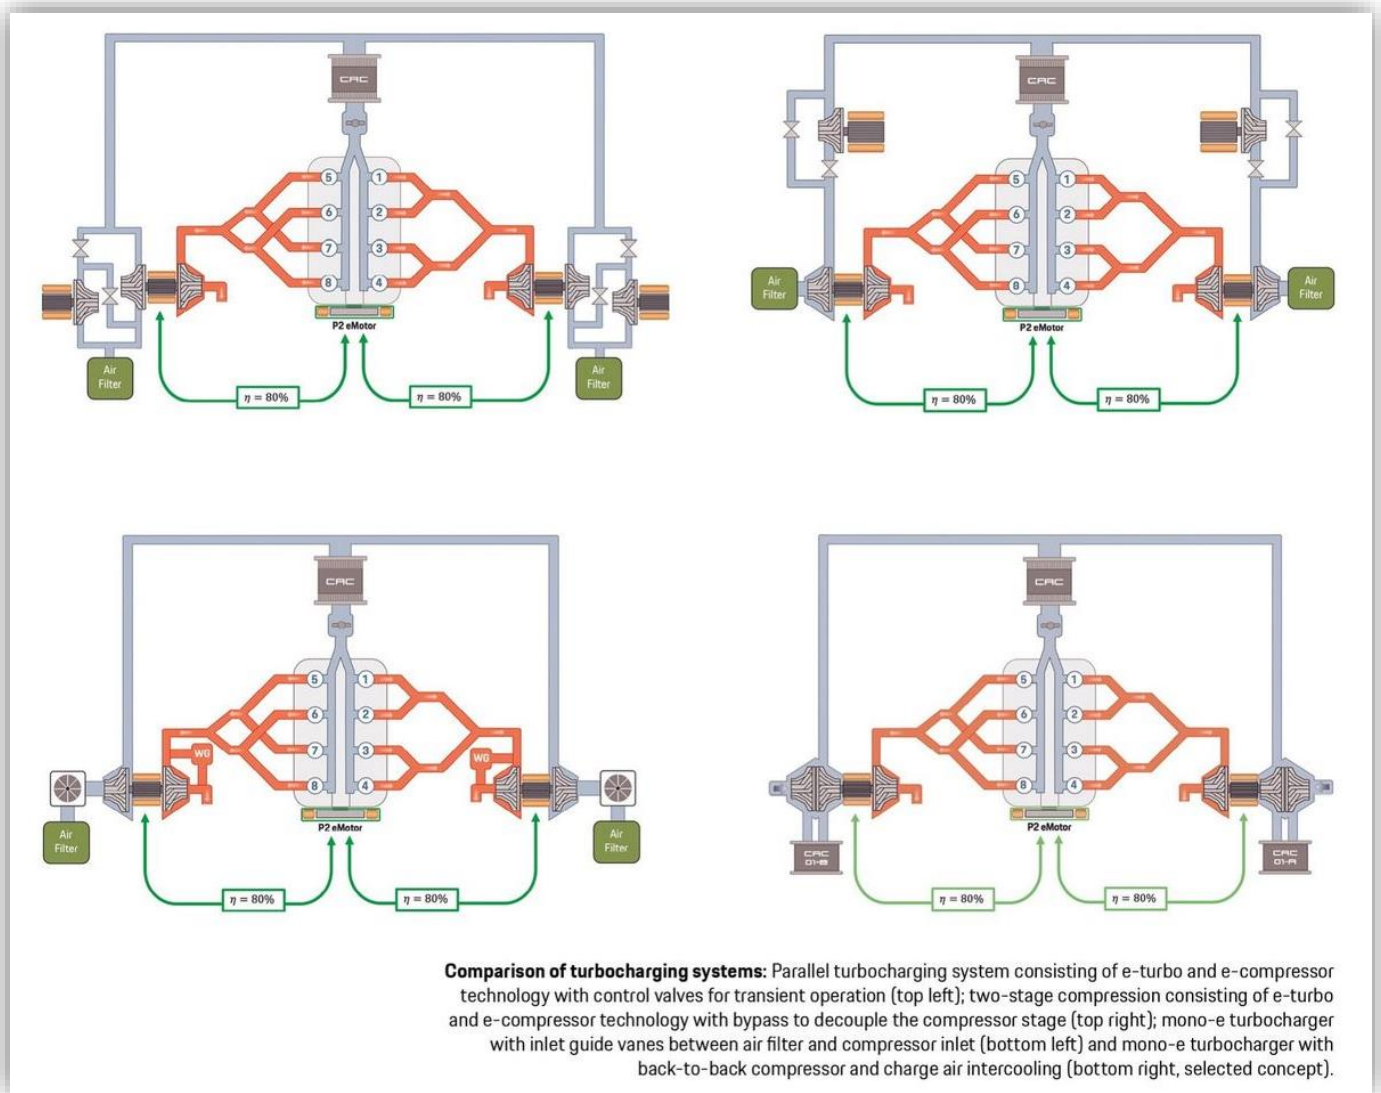 CAC
5 1
6 2
7 3
8 4
P2 eMotor
Air
Filter
Air
Filter
η = 80%
η = 80%
CAC
5 1
6 2
7 3
8 4
Air
Filter
Air
Filter
P2 eMotor
η = 80%
η = 80%
CAC
5 1
6 2
7 3
8 4
WG
WG
P2 eMotor
Air
Filter
Air
Filter
η = 80%
η = 80%
CAC
5 1
6 2
7 3
8 4
P2 eMotor
CAC
01-B
CAC
01-A
η = 80%
η = 80%
Comparison of turbocharging systems: Parallel turbocharging system consisting of e-turbo and e-compressor
technology with control valves for transient operation (top left); two-stage compression consisting of e-turbo
and e-compressor technology with bypass to decouple the compressor stage (top right); mono-e turbocharger
with inlet guide vanes between air filter and compressor inlet (bottom left) and mono-e turbocharger with
back-to-back compressor and charge air intercooling (bottom right, selected concept).